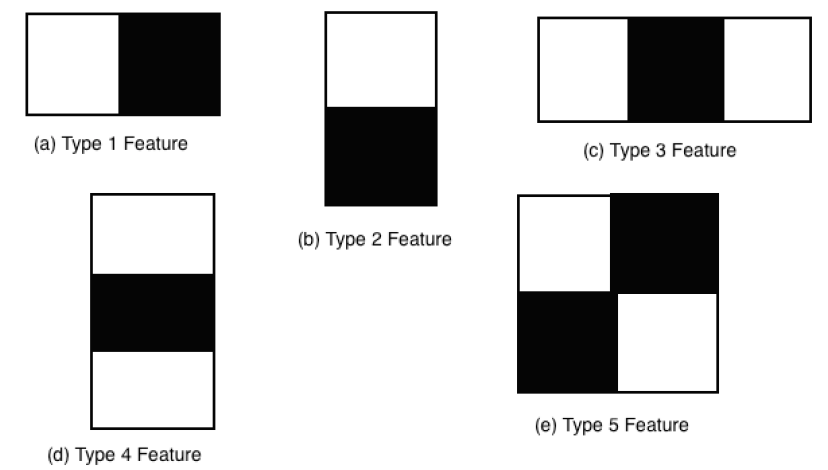 (a) Type 1 Feature
(b) Type 2 Feature
(c) Type 3 Feature
(d) Type 4 Feature
(e) Type 5 Feature